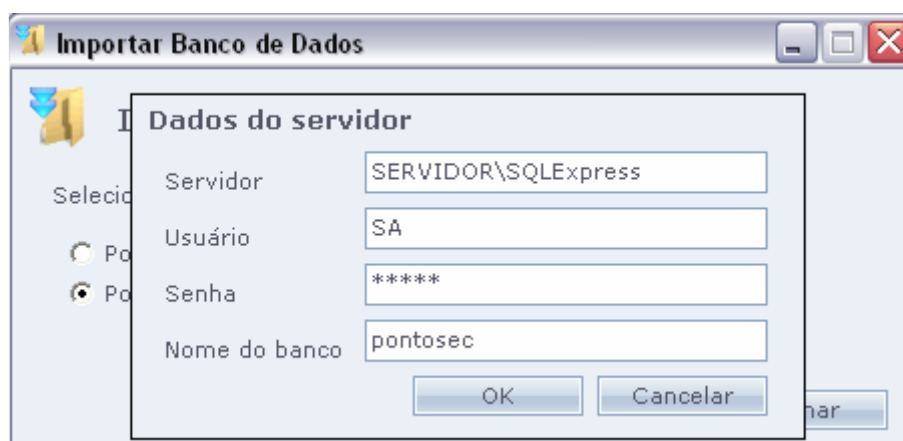 Importar Banco de Dados
Dados do servidor
Servidor SERVIDOR\SQLExpress
Selecio
Usuário SA
Po
Senha *****
Po
Nome do banco pontosec
OK Cancelar
nar